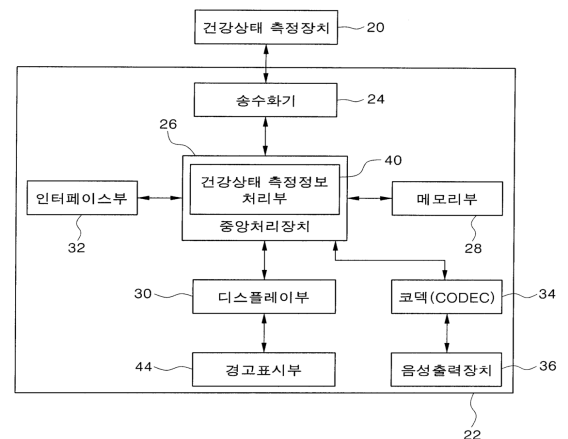 건강상태 측정장치
20
송수화기
24
26
40
건강상태 측정정보
처리부
중앙처리장치
인터페이스부
32
메모리부
28
30
디스플레이부
코덱(CODEC)
34
44
경고표시부
음성출력장치
36
22